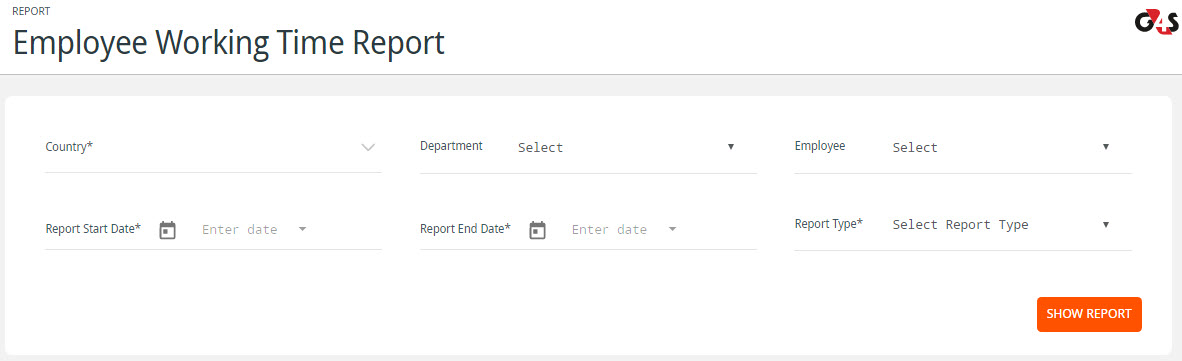 REPORT
Employee Working Time Report
G4S
Country*
Department Select
Employee Select
Report Start Date* Enter date
Report End Date* Enter date
Report Type* Select Report Type
SHOW REPORT